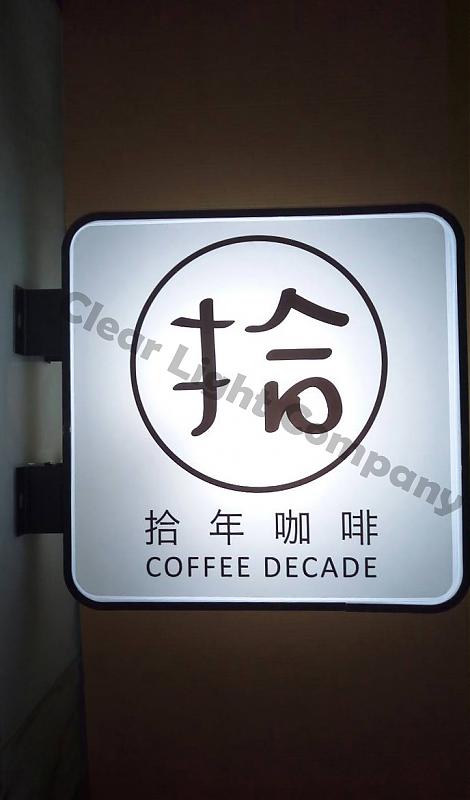 拾
拾年咖啡
COFFEE DECADE
Clear Light Company